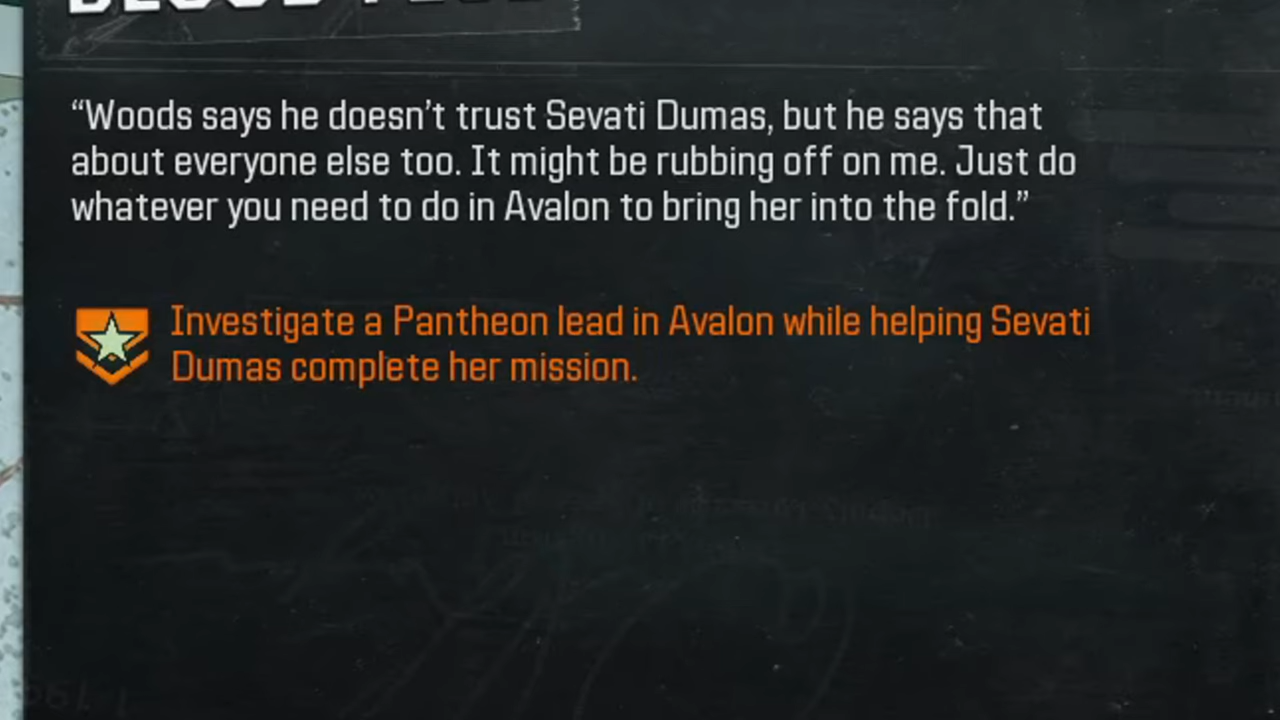 “Woods says he doesn’t trust Sevati Dumas, but he says that
about everyone else too. It might be rubbing off on me. Just do
whatever you need to do in Avalon to bring her into the fold.”
Investigate a Pantheon lead in Avalon while helping Sevati
Dumas complete her mission.